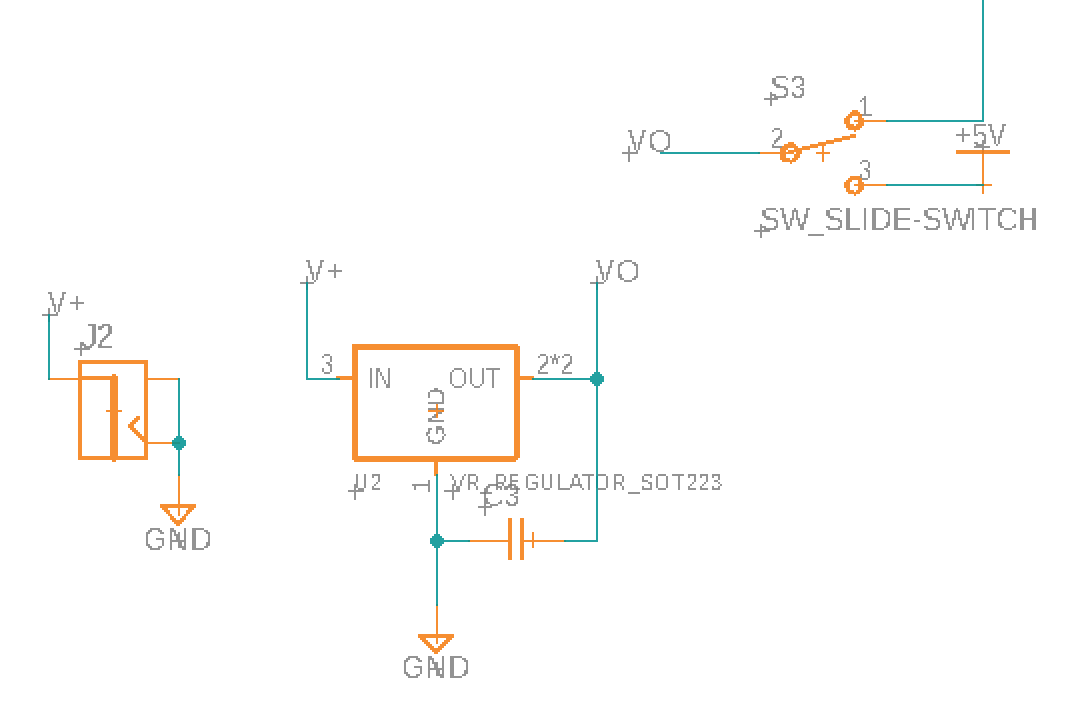 S3
1
VO
2
+5V
3
SW_SLIDE-SWITCH
V+
VO
V+
J2
3
IN
OUT
2*2
GND
U2
1
VR_REGULATOR_SOT223
C3
GND
GND